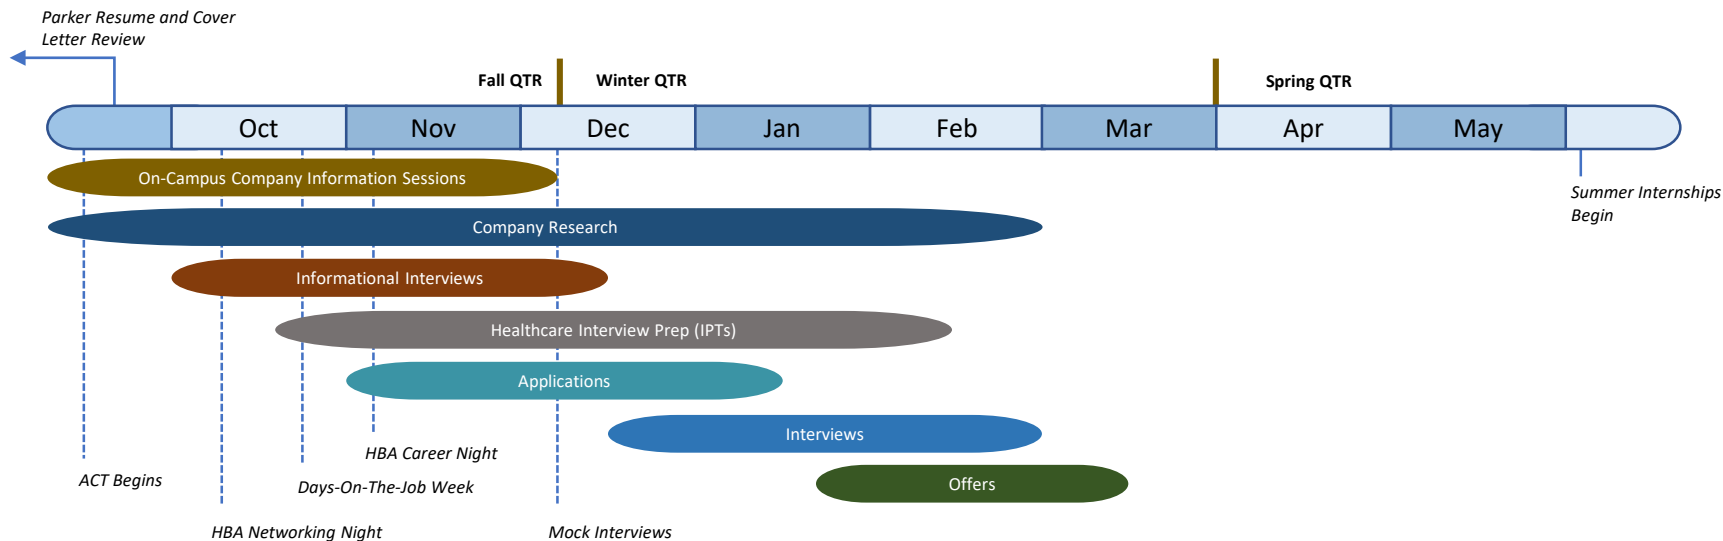 Parker Resume and Cover
Letter Review
Fall QTR
Winter QTR
Spring QTR
Oct
Nov
Dec
Jan
Feb
Mar
Apr
May
On-Campus Company Information Sessions
Summer Internships
Begin
Company Research
Informational Interviews
Healthcare Interview Prep (IPTs)
Applications
Interviews
HBA Career Night
ACT Begins
Days-On-The-Job Week
Offers
HBA Networking Night
Mock Interviews